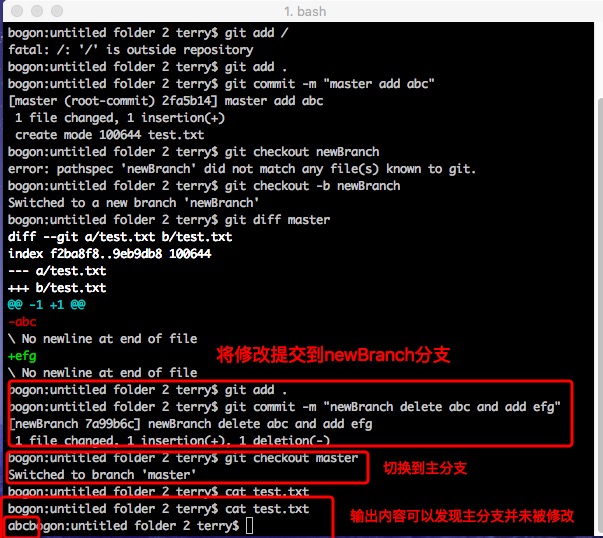 1. bash
bogon:untitled folder 2 terry$ git add /
fatal: /: '/' is outside repository
bogon:untitled folder 2 terry$ git add .
bogon:untitled folder 2 terry$ git commit -m "master add abc"
[master (root-commit) 2fa5b14] master add abc
 1 file changed, 1 insertion(+)
 create mode 100644 test.txt
bogon:untitled folder 2 terry$ git checkout newBranch
error: pathspec 'newBranch' did not match any file(s) known to git.
bogon:untitled folder 2 terry$ git checkout -b newBranch
Switched to a new branch 'newBranch'
bogon:untitled folder 2 terry$ git diff master
diff --git a/test.txt b/test.txt
index f2ba8f8..9eb9db8 100644
--- a/test.txt
+++ b/test.txt
@@ -1 +1 @@
-abc
\ No newline at end of file
+efg
\ No newline at end of file
将修改提交到newBranch分支
bogon:untitled folder 2 terry$ git add .
bogon:untitled folder 2 terry$ git commit -m "newBranch delete abc and add efg"
[newBranch 7a99b6c] newBranch delete abc and add efg
 1 file changed, 1 insertion(+), 1 deletion(-)
bogon:untitled folder 2 terry$ git checkout master
Switched to branch 'master'
切换到主分支
bogon:untitled folder 2 terry$ cat test.txt
bogon:untitled folder 2 terry$ cat test.txt
abcbogon:untitled folder 2 terry$
输出内容可以发现主分支并未被修改